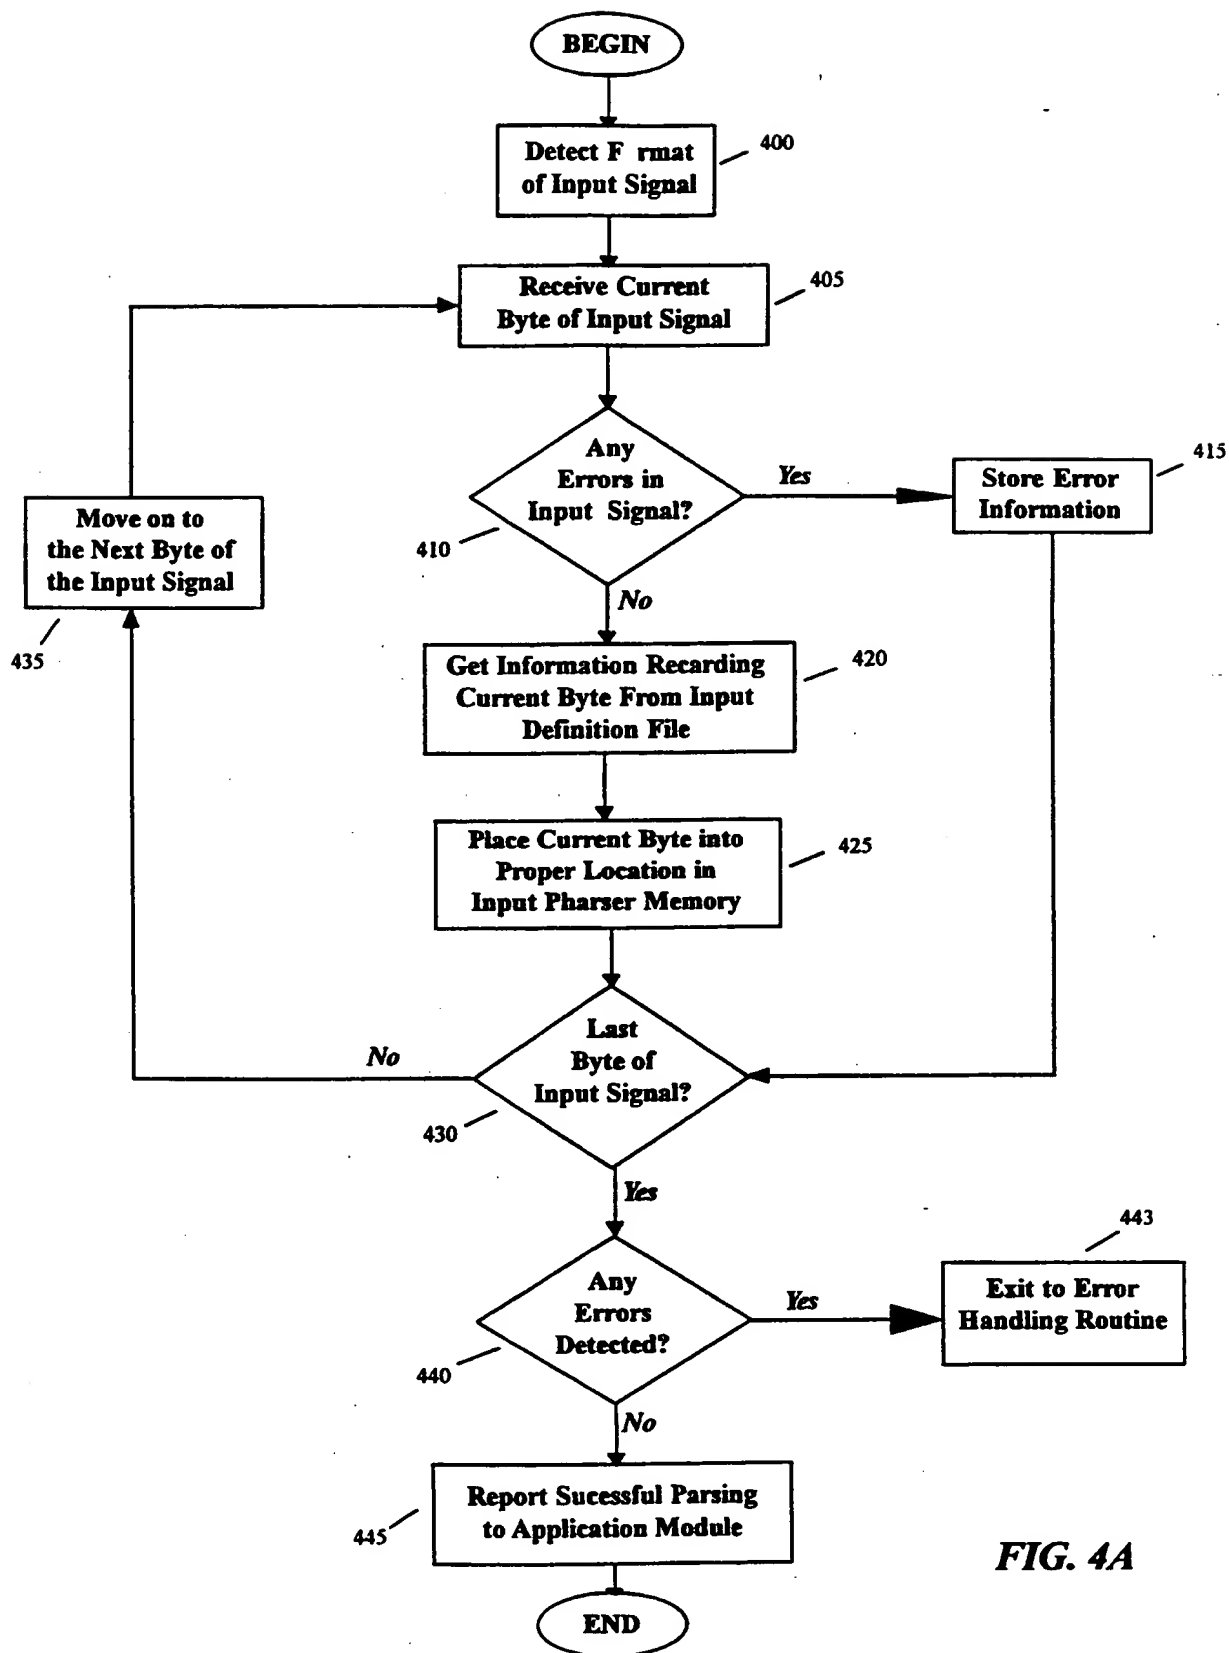 BEGIN
Detect F rmat
of Input Signal
400
Receive Current
Byte of Input Signal
405
Any
Errors in
Input Signal?
410
Yes
Store Error
Information
415
Move on to
the Next Byte of
the Input Signal
435
No
Get Information Recarding
Current Byte From Input
Definition File
420
Place Current Byte into
Proper Location in
Input Pharser Memory
425
Last
Byte of
Input Signal?
430
No
Yes
Any
Errors
Detected?
440
Yes
Exit to Error
Handling Routine
443
No
Report Sucessful Parsing
to Application Module
445
END
FIG. 4A